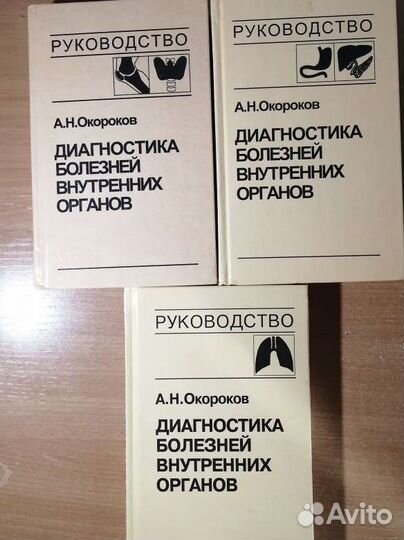 РУКОВОДСТВО
А.Н.Окороков
ДИАГНОСТИКА
БОЛЕЗНЕЙ
ВНУТРЕННИХ
ОРГАНОВ
РУКОВОДСТВО
А.Н.Окороков
ДИАГНОСТИКА
БОЛЕЗНЕЙ
ВНУТРЕННИХ
ОРГАНОВ
РУКОВОДСТВО
А.Н.Окороков
ДИАГНОСТИКА
БОЛЕЗНЕЙ
ВНУТРЕННИХ
ОРГАНОВ
Avito